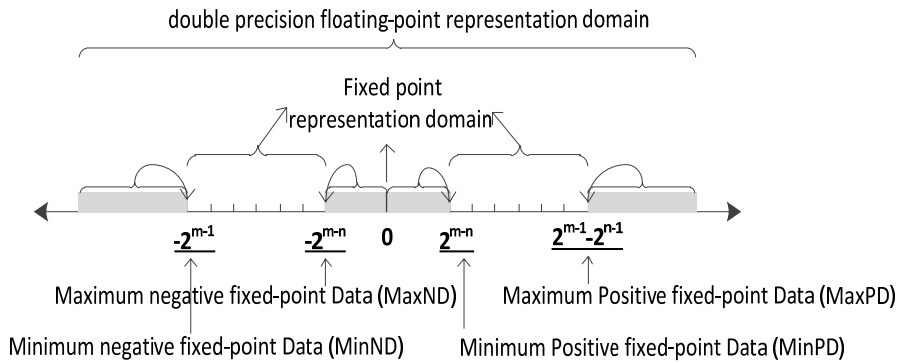 double precision floating-point representation domain
Fixed point
representation domain
-2^{m-1} -2^{m-n} 0 2^{m-n} 2^{m-1}-2^{n-1}
Maximum negative fixed-point Data (MaxND) Maximum Positive fixed-point Data (MaxPD)
Minimum negative fixed-point Data (MinND) Minimum Positive fixed-point Data (MinPD)